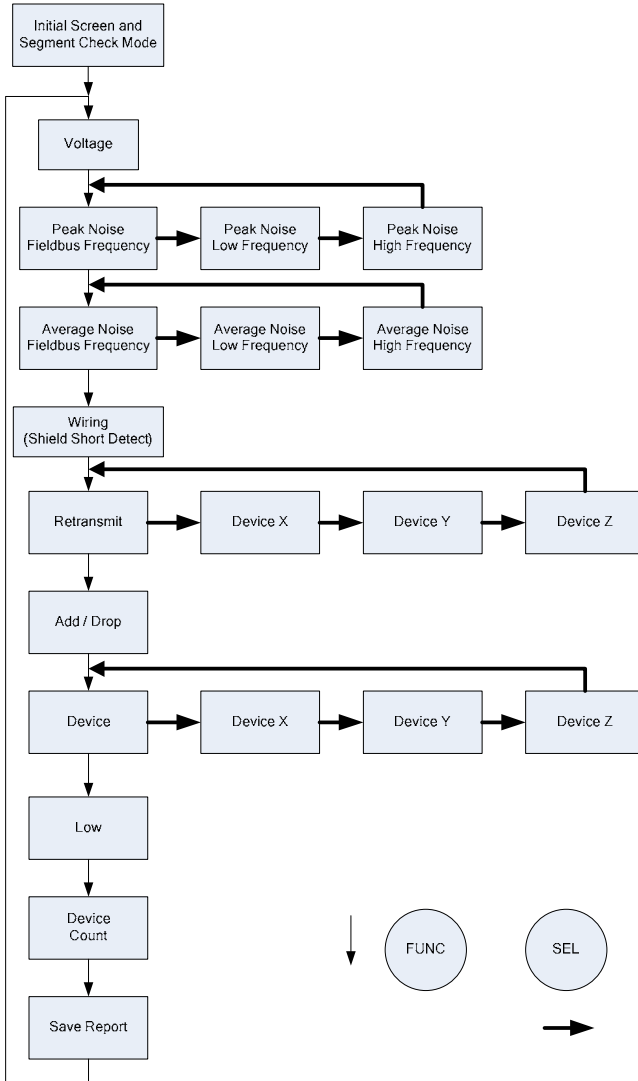 Initial Screen and
Segment Check Mode
Voltage
Peak Noise
Fieldbus Frequency
Peak Noise
Low Frequency
Peak Noise
High Frequency
Average Noise
Fieldbus Frequency
Average Noise
Low Frequency
Average Noise
High Frequency
Wiring
(Shield Short Detect)
Retransmit
Device X
Device Y
Device Z
Add / Drop
Device
Device X
Device Y
Device Z
Low
Device
Count
FUNC
SEL
Save Report